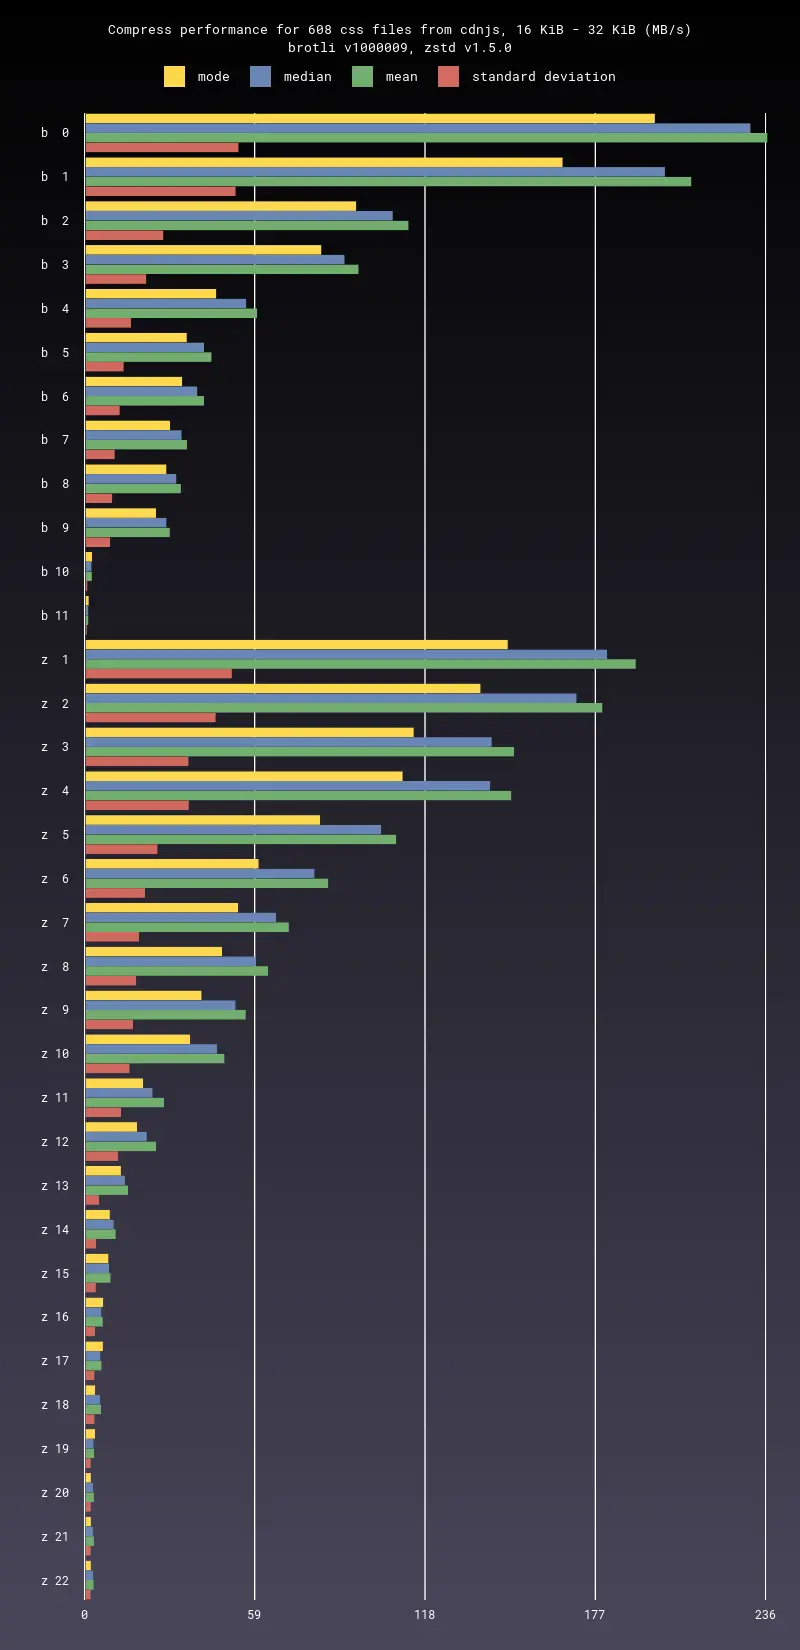 Compress performance for 608 css files from cdnjs, 16 KiB - 32 KiB (MB/s)
brotli v1000009, zstd v1.5.0
mode median mean standard deviation
b 0
b 1
b 2
b 3
b 4
b 5
b 6
b 7
b 8
b 9
b 10
b 11
z 1
z 2
z 3
z 4
z 5
z 6
z 7
z 8
z 9
z 10
z 11
z 12
z 13
z 14
z 15
z 16
z 17
z 18
z 19
z 20
z 21
z 22
0 59 118 177 236